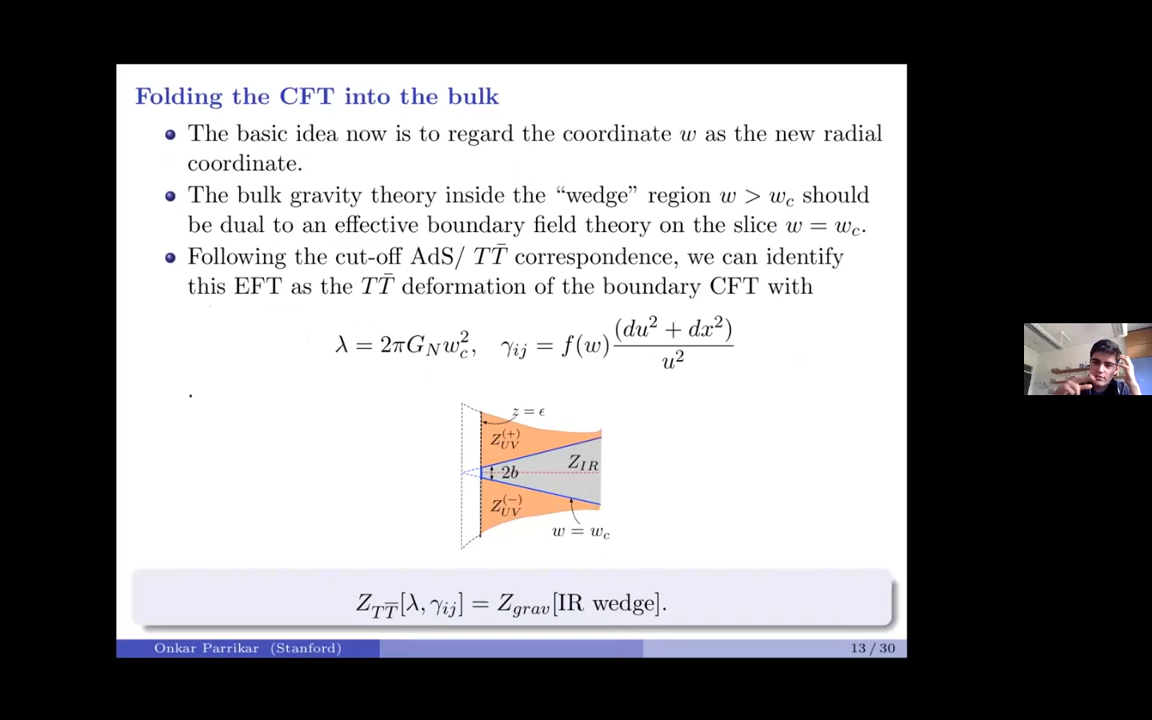 Folding the CFT into the bulk
The basic idea now is to regard the coordinate w as the new radial
coordinate.
The bulk gravity theory inside the “wedge” region w > w_c should
be dual to an effective boundary field theory on the slice w = w_c.
Following the cut-off AdS/ TT̄ correspondence, we can identify
this EFT as the TT̄ deformation of the boundary CFT with
λ = 2πG_N w_c^2, γ_ij = f(w) (du^2 + dx^2) / u^2
.
z = ϵ
Z_UV^(+)
Z_IR
2b
Z_UV^(−)
w = w_c
Z_TT̄[λ, γ_ij] = Z_grav[IR wedge].
Onkar Parrikar (Stanford) 13 / 30